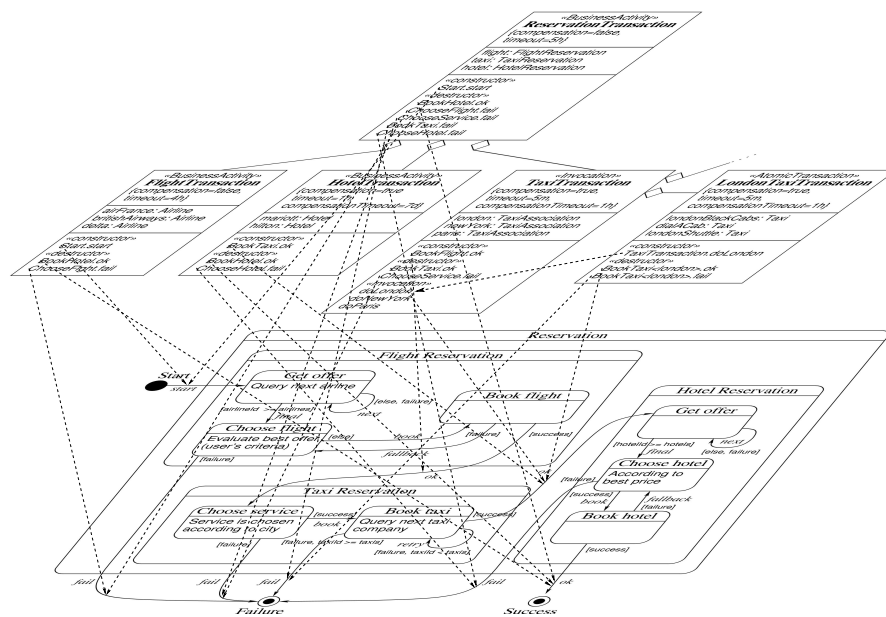 «BusinessActivity»
ReservationTransaction
{compensation=false,
timeout=5h}
flight: FlightReservation
taxi: TaxiReservation
hotel: HotelReservation
«constructor»
Start.start
«destructor»
BookHotel.ok
ChooseFlight.fail
ChooseService.fail
BookTaxi.fail
ChooseHotel.fail
«BusinessActivity»
FlightTransaction
{compensation=false,
timeout=4h}
airFrance: Airline
britishAirways: Airline
delta: Airline
«constructor»
Start.start
«destructor»
BookHotel.ok
ChooseFlight.fail
«BusinessActivity»
HotelTransaction
{compensation=true
timeout=1h,
compensationTimeout=7d}
mariott: Hotel
hilton: Hotel
«constructor»
BookTaxi.ok
«destructor»
BookHotel.ok
ChooseHotel.fail
«Invocation»
TaxiTransaction
{compensation=true,
timeout=5m,
compensationTimeout=1h}
london: TaxiAssociation
newYork: TaxiAssociation
paris: TaxiAssociation
«constructor»
BookFlight.ok
«destructor»
BookTaxi.ok
ChooseService.fail
«invocation»
doLondon
doNewYork
doParis
«AtomicTransaction»
LondonTaxiTransaction
{compensation=true,
timeout=5m,
compensationTimeout=1h}
londonBlackCabs: Taxi
dialACab: Taxi
londonShuttle: Taxi
«constructor»
TaxiTransaction.doLondon
«destructor»
BookTaxi<london>.ok
BookTaxi<london>.fail
Reservation
Flight Reservation
Start
start
Get offer
Query next airline
[airlineId >= airlines]
final
[else, failure]
next
Book flight
Choose flight
Evaluate best offer
(user's criteria)
[else]
book
fallback
[failure]
[success]
[failure]
ok
ok
Hotel Reservation
Get offer
[hotelId >= hotels]
final
next
[else, failure]
Choose hotel
According to
best price
[failure]
[success]
book
fallback
[failure]
Book hotel
[success]
Taxi Reservation
Choose service
Service is chosen
according to city
[success]
book
[failure]
Book taxi
Query next taxi
company
[success]
retry
[failure, taxiId >= taxis]
[failure, taxiId < taxis]
fail
fail
fail
fail
ok
Failure
Success